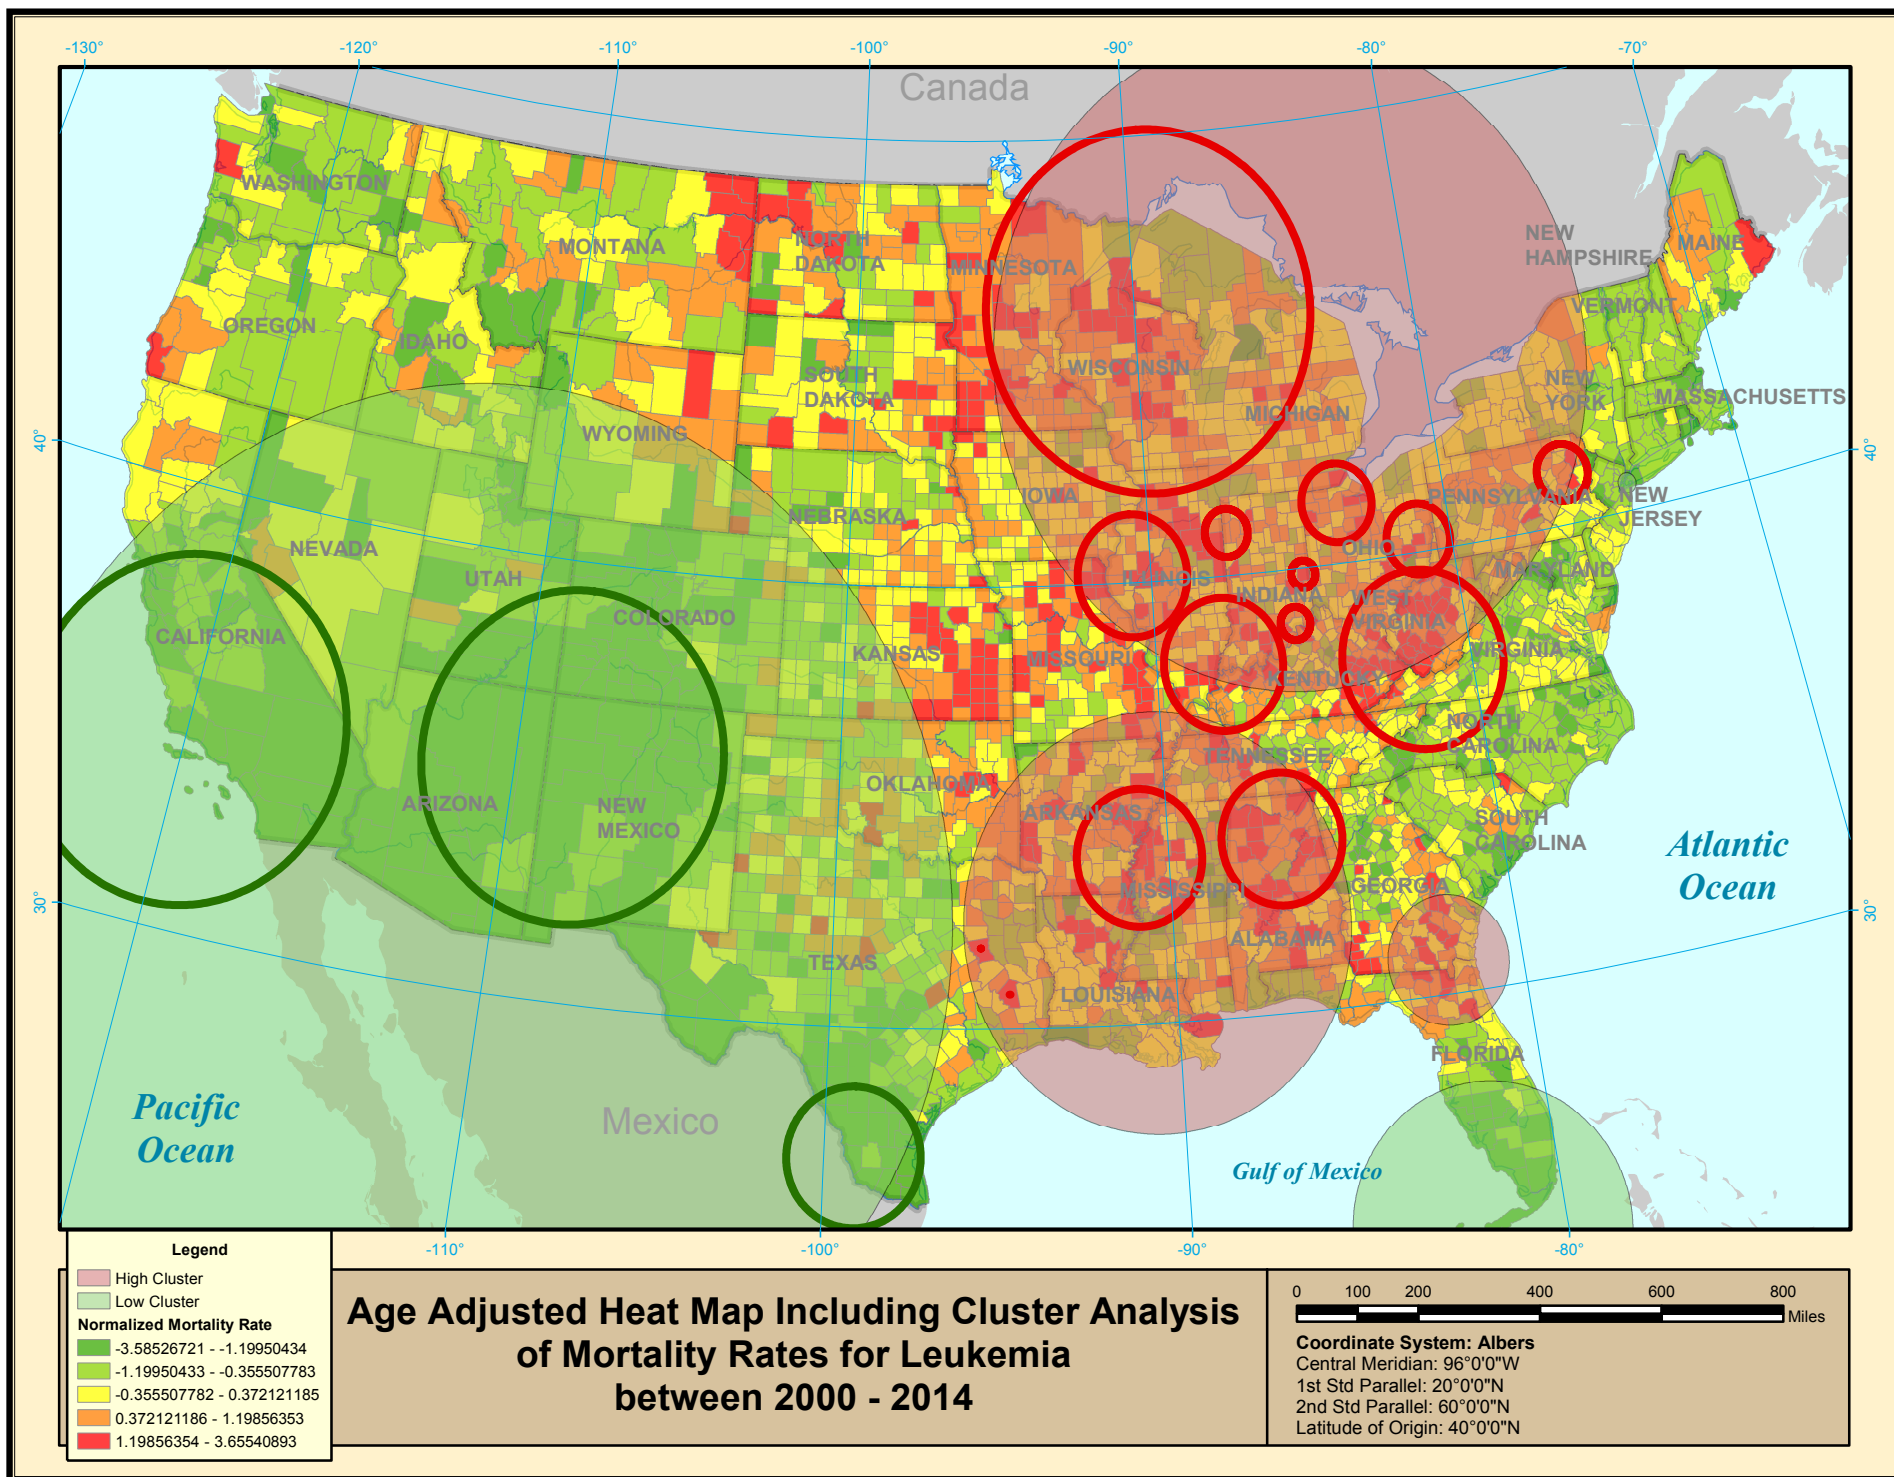 -130°
-120°
-110°
-100°
-90°
-80°
-70°
Canada
WASHINGTON
MONTANA
NORTH
DAKOTA
MINNESOTA
NEW
HAMPSHIRE
MAINE
VERMONT
OREGON
IDAHO
SOUTH
DAKOTA
WISCONSIN
MICHIGAN
NEW
YORK
MASSACHUSETTS
WYOMING
40°
40°
IOWA
NEBRASKA
PENNSYLVANIA
NEW
JERSEY
NEVADA
UTAH
COLORADO
ILLINOIS
INDIANA
OHIO
MARYLAND
WEST
VIRGINIA
VIRGINIA
CALIFORNIA
KANSAS
MISSOURI
KENTUCKY
NORTH
CAROLINA
TENNESSEE
OKLAHOMA
ARKANSAS
ARIZONA
NEW
MEXICO
SOUTH
CAROLINA
Atlantic
Ocean
MISSISSIPPI
GEORGIA
30°
30°
ALABAMA
TEXAS
LOUISIANA
FLORIDA
Pacific
Ocean
Mexico
Gulf of Mexico
-110°
-100°
-90°
-80°
Legend
High Cluster
Low Cluster
Normalized Mortality Rate
-3.58526721 - -1.19950434
-1.19950433 - -0.355507783
-0.355507782 - 0.372121185
0.372121186 - 1.19856353
1.19856354 - 3.65540893
Age Adjusted Heat Map Including Cluster Analysis
of Mortality Rates for Leukemia
between 2000 - 2014
0 100 200 400 600 800
Miles
Coordinate System: Albers
Central Meridian: 96°0'0"W
1st Std Parallel: 20°0'0"N
2nd Std Parallel: 60°0'0"N
Latitude of Origin: 40°0'0"N